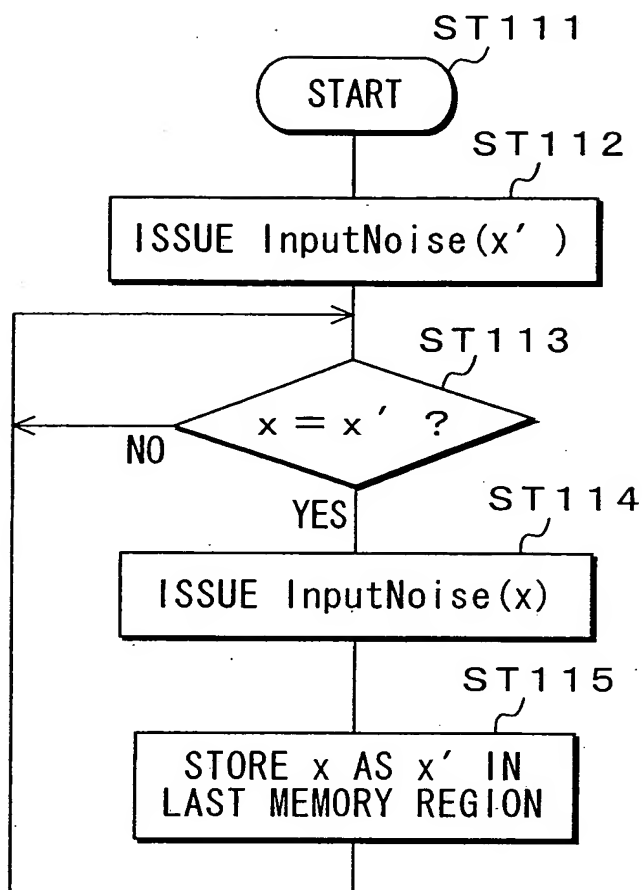 ST111
START
ST112
ISSUE InputNoise(x′)
ST113
x = x′ ?
NO
YES
ST114
ISSUE InputNoise(x)
ST115
STORE x AS x′ IN
LAST MEMORY REGION